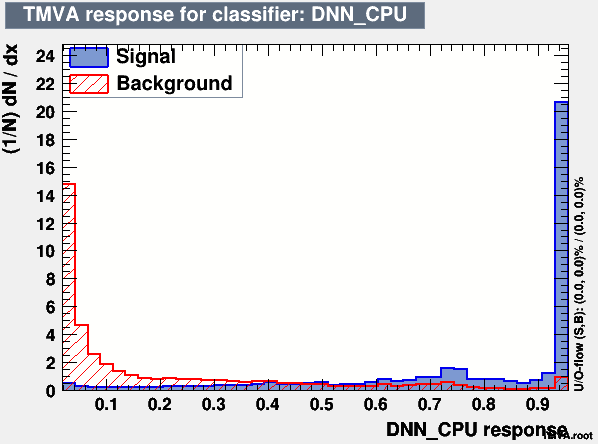 TMVA response for classifier: DNN_CPU
Signal
Background
(1/N) dN / dx
24
22
20
18
16
14
12
10
8
6
4
2
0
0.1 0.2 0.3 0.4 0.5 0.6 0.7 0.8 0.9
DNN_CPU response
U/O-flow (S,B): (0.0, 0.0)% / (0.0, 0.0)%
TMVA.root